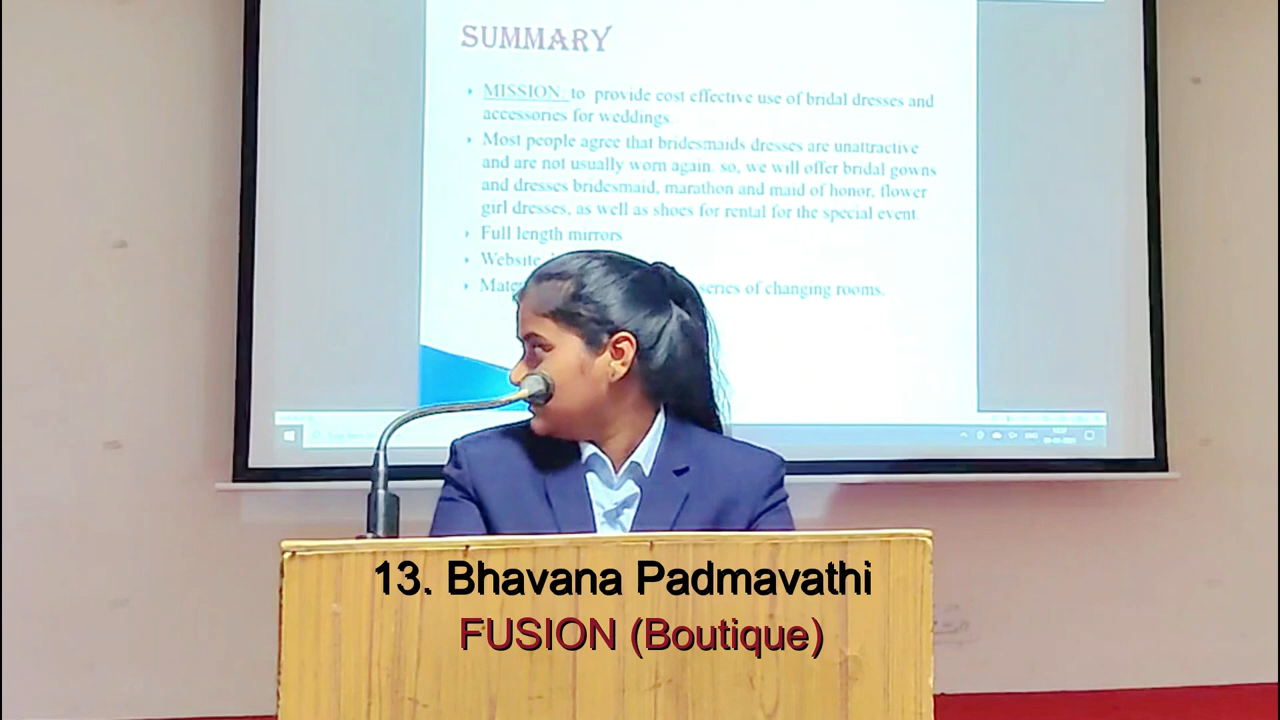 SUMMARY
MISSION: to provide cost effective use of bridal dresses and
accessories for weddings.
Most people agree that bridesmaids dresses are unattractive
and are not usually worn again. so, we will offer bridal gowns
and dresses bridesmaid, marathon and maid of honor, flower
girl dresses, as well as shoes for rental for the special event.
Full length mirrors
Website
series of changing rooms.
13. Bhavana Padmavathi
FUSION (Boutique)